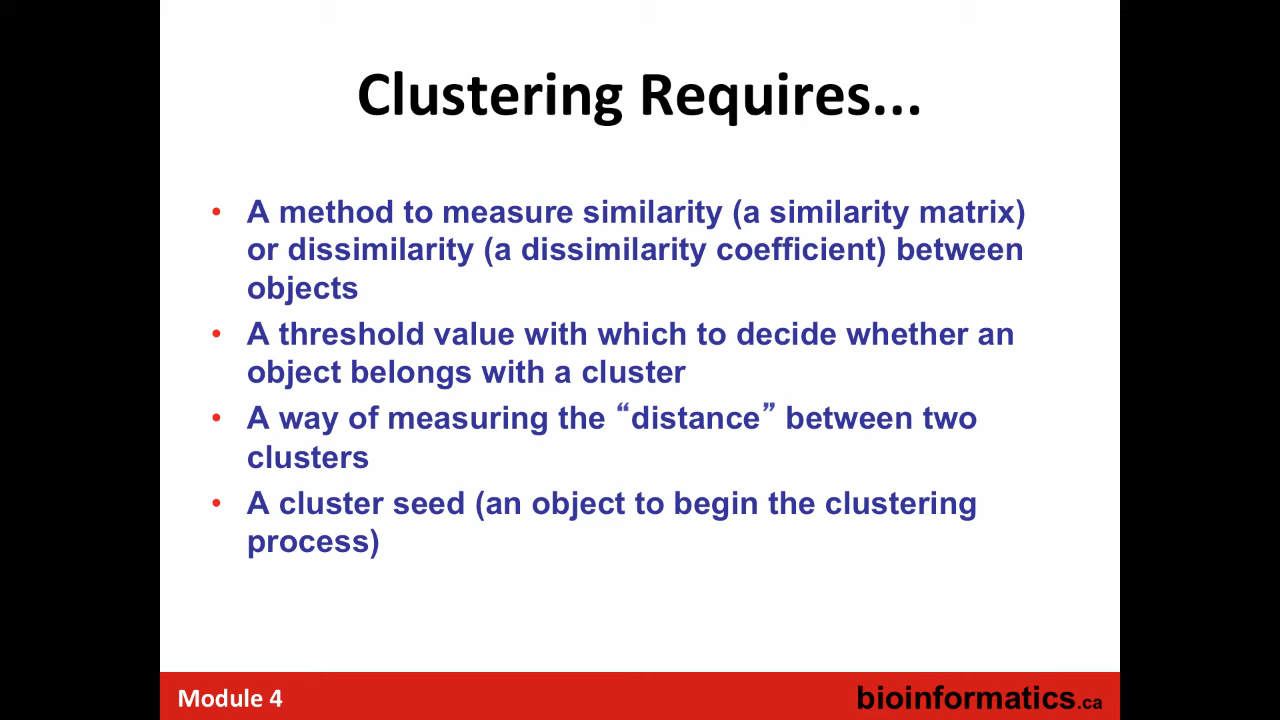 Clustering Requires...
• A method to measure similarity (a similarity matrix)
or dissimilarity (a dissimilarity coefficient) between
objects
• A threshold value with which to decide whether an
object belongs with a cluster
• A way of measuring the “distance” between two
clusters
• A cluster seed (an object to begin the clustering
process)
Module 4
bioinformatics.ca